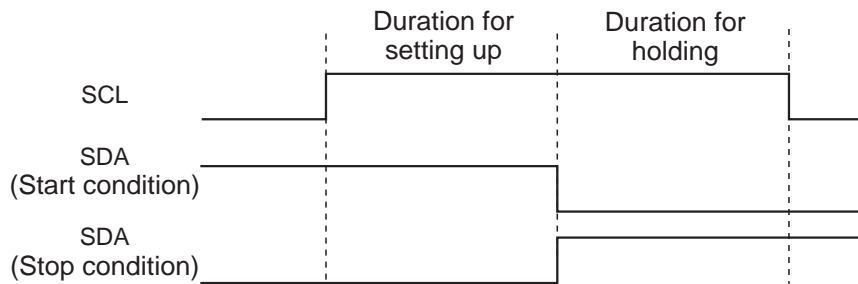 Duration for
setting up
Duration for
holding
SCL
SDA
(Start condition)
SDA
(Stop condition)